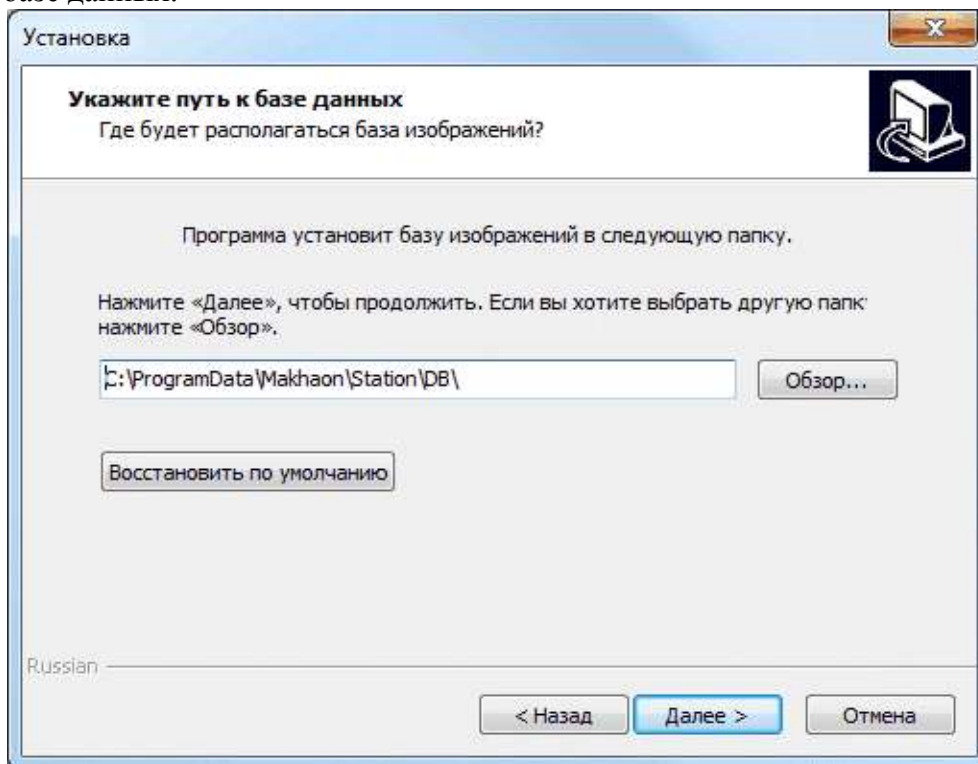 базе данных.
Установка
Укажите путь к базе данных
Где будет располагаться база изображений?
Программа установит базу изображений в следующую папку.
Нажмите «Далее», чтобы продолжить. Если вы хотите выбрать другую папк
нажмите «Обзор».
C:\ProgramData\Makhaon\Station\DB\
Обзор...
Восстановить по умолчанию
Russian
< Назад
Далее >
Отмена